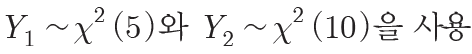 Y₁ ~ χ²(5)와 Y₂ ~ χ²(10)을 사용